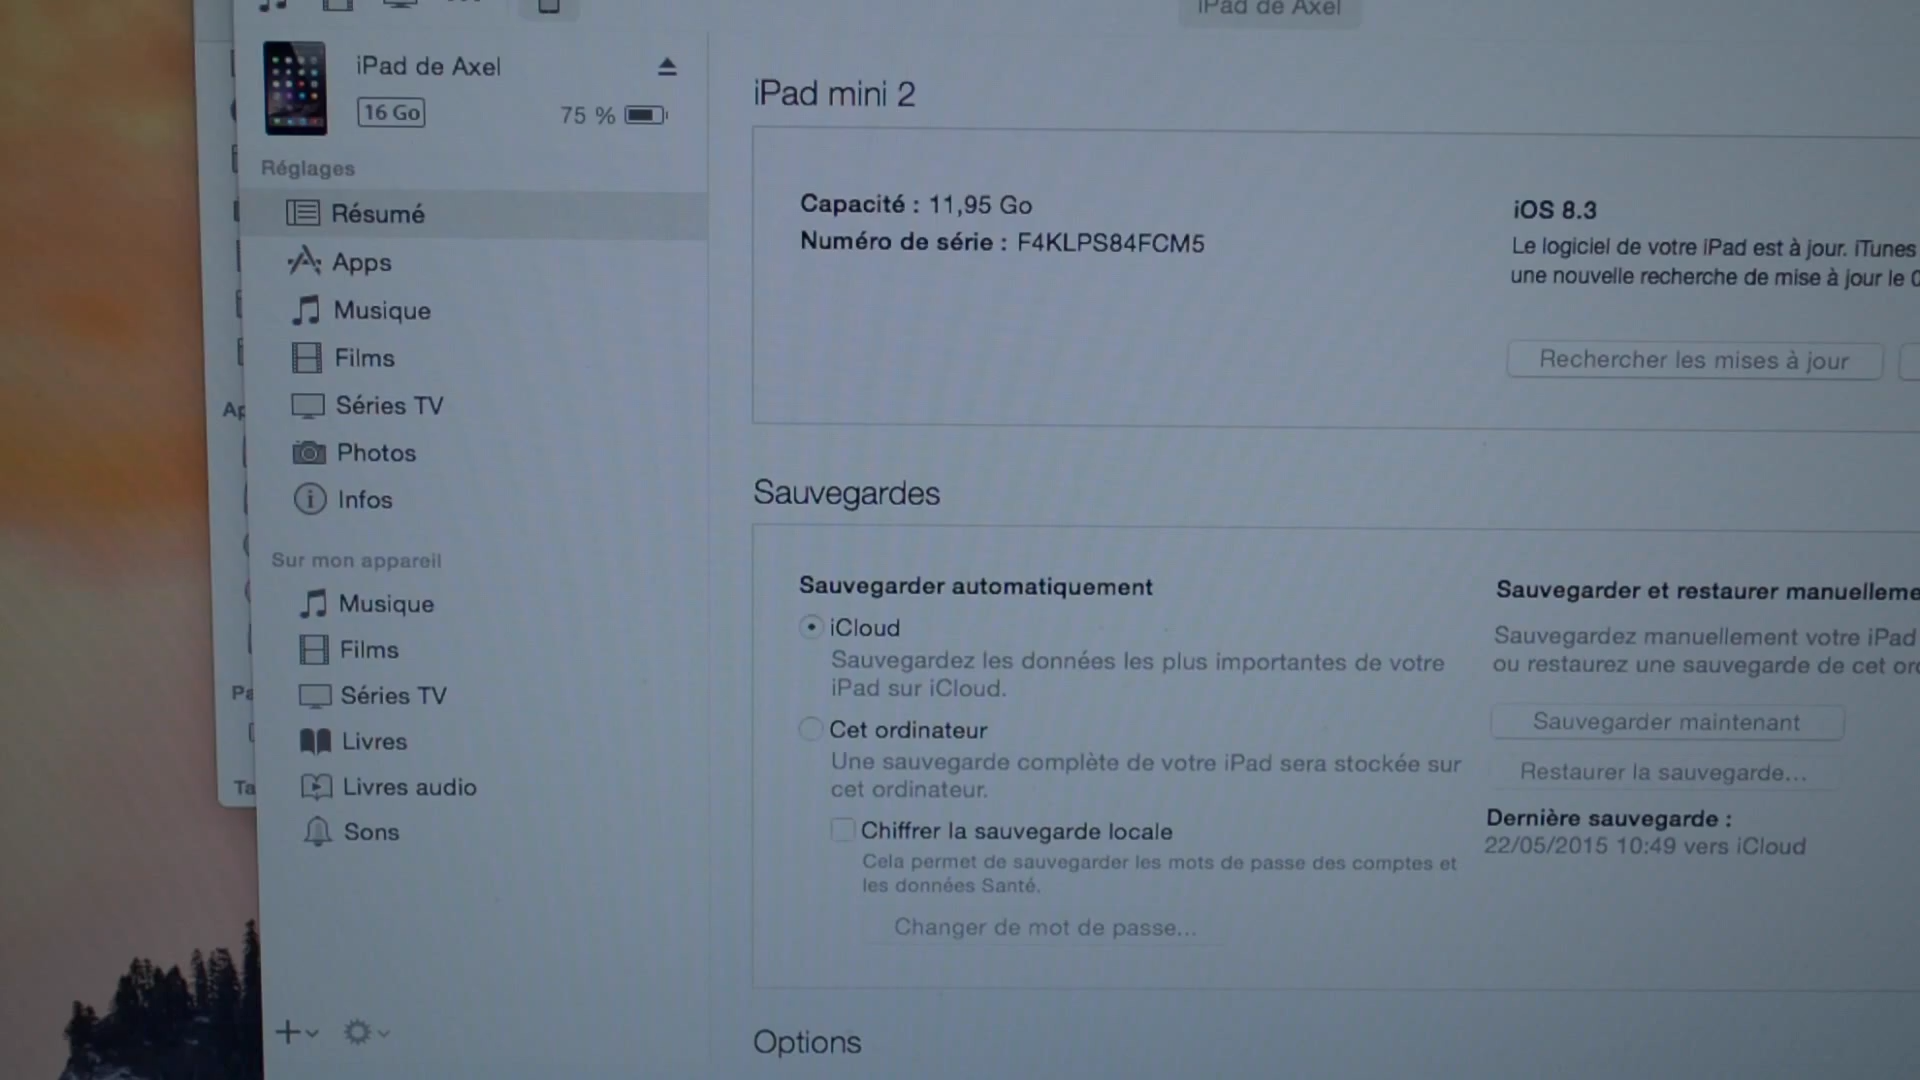 iPad de Axel
iPad de Axel
16 Go
75 %
Réglages
Résumé
Apps
Musique
Films
Séries TV
Photos
Infos
Sur mon appareil
Musique
Films
Séries TV
Livres
Livres audio
Sons
Ap
Pa
Ta
iPad mini 2
Capacité : 11,95 Go
Numéro de série : F4KLPS84FCM5
iOS 8.3
Le logiciel de votre iPad est à jour. iTunes
une nouvelle recherche de mise à jour le 0
Rechercher les mises à jour
Sauvegardes
Sauvegarder automatiquement
iCloud
Sauvegardez les données les plus importantes de votre
iPad sur iCloud.
Cet ordinateur
Une sauvegarde complète de votre iPad sera stockée sur
cet ordinateur.
Chiffrer la sauvegarde locale
Cela permet de sauvegarder les mots de passe des comptes et
les données Santé.
Changer de mot de passe...
Sauvegarder et restaurer manuelleme
Sauvegardez manuellement votre iPad
ou restaurez une sauvegarde de cet ord
Sauvegarder maintenant
Restaurer la sauvegarde...
Dernière sauvegarde :
22/05/2015 10:49 vers iCloud
Options